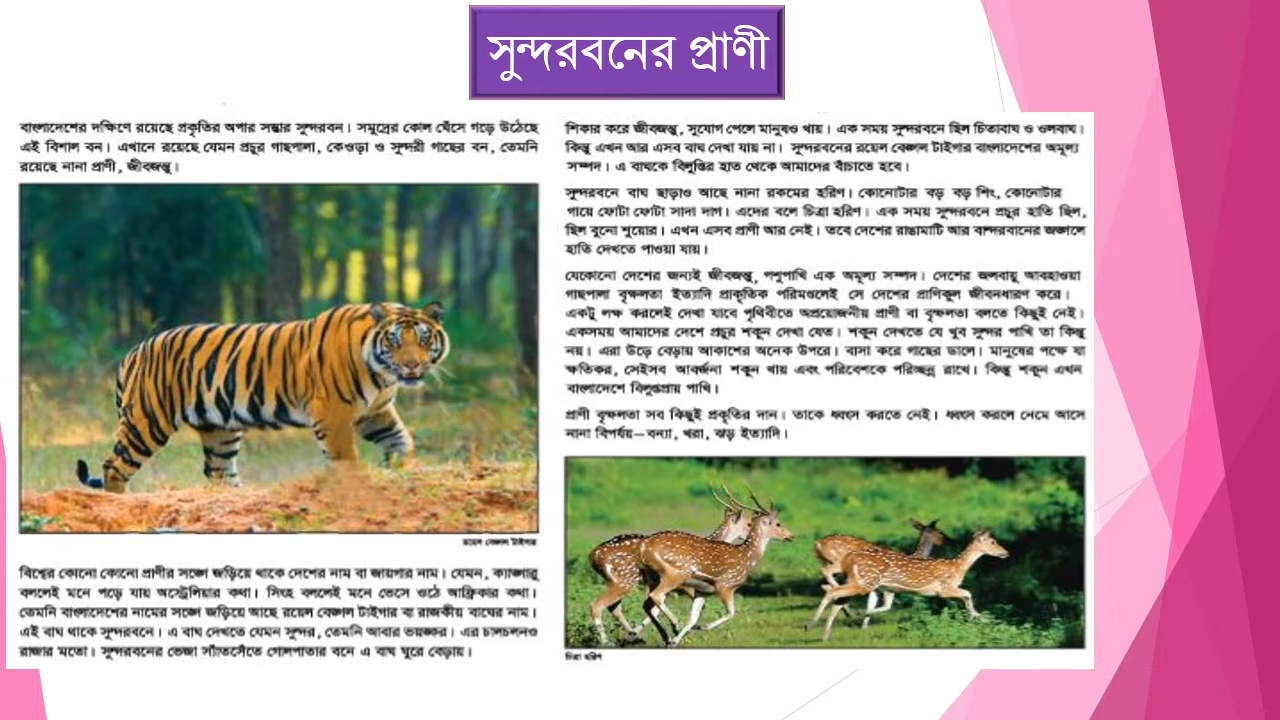 সুন্দরবনের প্রাণী
বাংলাদেশের দক্ষিণে রয়েছে প্রকৃতির অপার সম্ভার সুন্দরবন। সমুদ্রের কোল ঘেঁসে গড়ে উঠেছে
এই বিশাল বন। এখানে রয়েছে যেমন প্রচুর গাছপালা, কেওড়া ও সুন্দরী গাছের বন, তেমনি
রয়েছে নানা প্রাণী, জীবজন্তু।
রয়েল বেঙ্গল টাইগার
বিশ্বের কোনো কোনো প্রাণীর সঙ্গে জড়িয়ে থাকে দেশের নাম বা জায়গার নাম। যেমন, ক্যাঙ্গারু
বললেই মনে পড়ে যায় অস্ট্রেলিয়ার কথা। সিংহ বললেই মনে ভেসে ওঠে আফ্রিকার কথা।
তেমনি বাংলাদেশের নামের সঙ্গে জড়িয়ে আছে রয়েল বেঙ্গল টাইগার বা রাজকীয় বাঘের নাম।
এই বাঘ থাকে সুন্দরবনে। এ বাঘ দেখতে যেমন সুন্দর, তেমনি আবার ভয়ঙ্কর। এর চালচলনও
রাজার মতো। সুন্দরবনের ভেজা স্যাঁতসেঁতে গোলপাতার বনে এ বাঘ ঘুরে বেড়ায়।
শিকার করে জীবজন্তু, সুযোগ পেলে মানুষও খায়। এক সময় সুন্দরবনে ছিল চিতাবাঘ ও ওলবাঘ।
কিন্তু এখন আর এসব বাঘ দেখা যায় না। সুন্দরবনের রয়েল বেঙ্গল টাইগার বাংলাদেশের অমূল্য
সম্পদ। এ বাঘকে বিলুপ্তির হাত থেকে আমাদের বাঁচাতে হবে।
সুন্দরবনে বাঘ ছাড়াও আছে নানা রকমের হরিণ। কোনোটার বড় বড় শিং, কোনোটার
গায়ে ফোটা ফোটা সাদা দাগ। এদের বলে চিত্রা হরিণ। এক সময় সুন্দরবনে প্রচুর হাতি ছিল,
ছিল বুনো শুয়োর। এখন এসব প্রাণী আর নেই। তবে দেশের রাঙামাটি আর বান্দরবানের জঙ্গলে
হাতি দেখতে পাওয়া যায়।
যেকোনো দেশের জন্যই জীবজন্তু, পশুপাখি এক অমূল্য সম্পদ। দেশের জলবায়ু আবহাওয়া
গাছপালা বৃক্ষলতা ইত্যাদি প্রাকৃতিক পরিমণ্ডলেই সে দেশের প্রাণিকুল জীবনধারণ করে।
একটু লক্ষ করলেই দেখা যাবে পৃথিবীতে অপ্রয়োজনীয় প্রাণী বা বৃক্ষলতা বলতে কিছুই নেই।
একসময় আমাদের দেশে প্রচুর শকুন দেখা যেত। শকুন দেখতে যে খুব সুন্দর পাখি তা কিন্তু
নয়। এরা উড়ে বেড়ায় আকাশের অনেক উপরে। বাসা করে গাছের ডালে। মানুষের পক্ষে যা
ক্ষতিকর, সেইসব আবর্জনা শকুন খায় এবং পরিবেশকে পরিচ্ছন্ন রাখে। কিন্তু শকুন এখন
বাংলাদেশে বিলুপ্তপ্রায় পাখি।
প্রাণী বৃক্ষলতা সব কিছুই প্রকৃতির দান। তাকে ধ্বংস করতে নেই। ধ্বংস করলে নেমে আসে
নানা বিপর্যয়—বন্যা, খরা, ঝড় ইত্যাদি।
চিত্রা হরিণ